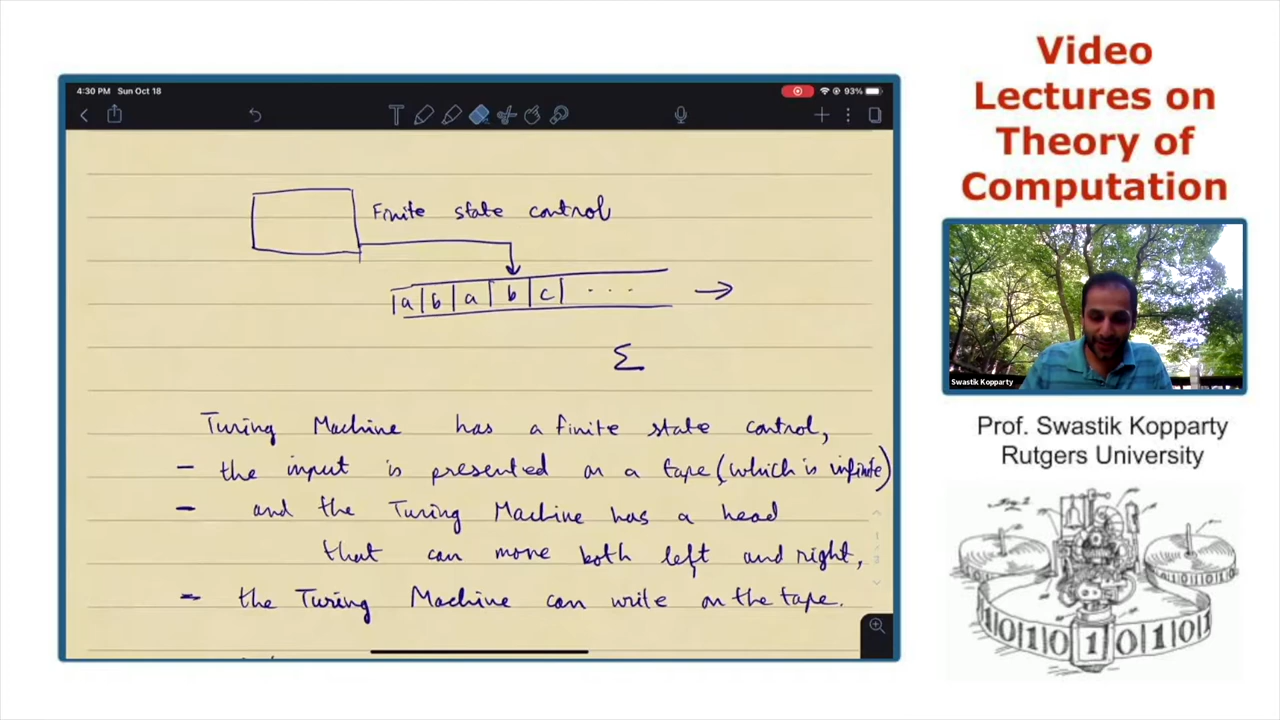 Video
Lectures on
Theory of
Computation
4:30 PM Sun Oct 18
93%
Finite state control
a b a b c . . .
Σ
Turing Machine has a finite state control,
- the input is presented on a tape (which is infinite)
- and the Turing Machine has a head
that can move both left and right,
- the Turing Machine can write on the tape.
Swastik Kopparty
Prof. Swastik Kopparty
Rutgers University
1 0 1 0 1 0 1 0 1